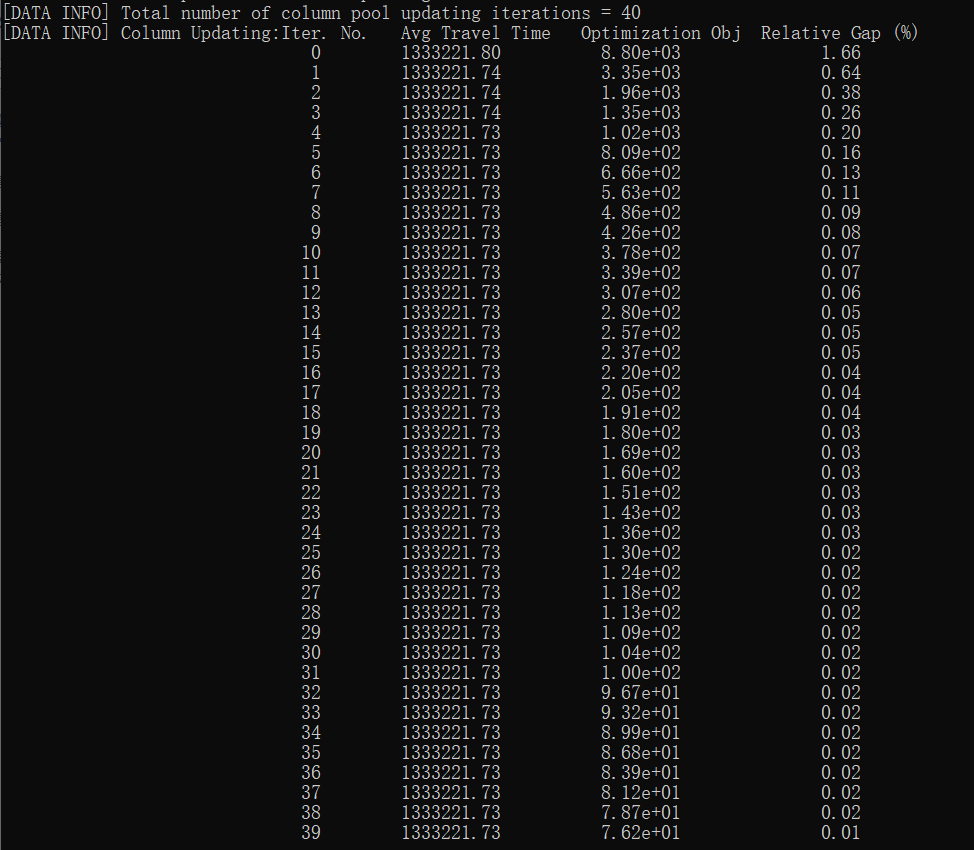 [DATA INFO] Total number of column pool updating iterations = 40
[DATA INFO] Column Updating:Iter. No. Avg Travel Time Optimization Obj Relative Gap (%)
0 1333221.80 8.80e+03 1.66
1 1333221.74 3.35e+03 0.64
2 1333221.74 1.96e+03 0.38
3 1333221.74 1.35e+03 0.26
4 1333221.73 1.02e+03 0.20
5 1333221.73 8.09e+02 0.16
6 1333221.73 6.66e+02 0.13
7 1333221.73 5.63e+02 0.11
8 1333221.73 4.86e+02 0.09
9 1333221.73 4.26e+02 0.08
10 1333221.73 3.78e+02 0.07
11 1333221.73 3.39e+02 0.07
12 1333221.73 3.07e+02 0.06
13 1333221.73 2.80e+02 0.05
14 1333221.73 2.57e+02 0.05
15 1333221.73 2.37e+02 0.05
16 1333221.73 2.20e+02 0.04
17 1333221.73 2.05e+02 0.04
18 1333221.73 1.91e+02 0.04
19 1333221.73 1.80e+02 0.03
20 1333221.73 1.69e+02 0.03
21 1333221.73 1.60e+02 0.03
22 1333221.73 1.51e+02 0.03
23 1333221.73 1.43e+02 0.03
24 1333221.73 1.36e+02 0.03
25 1333221.73 1.30e+02 0.02
26 1333221.73 1.24e+02 0.02
27 1333221.73 1.18e+02 0.02
28 1333221.73 1.13e+02 0.02
29 1333221.73 1.09e+02 0.02
30 1333221.73 1.04e+02 0.02
31 1333221.73 1.00e+02 0.02
32 1333221.73 9.67e+01 0.02
33 1333221.73 9.32e+01 0.02
34 1333221.73 8.99e+01 0.02
35 1333221.73 8.68e+01 0.02
36 1333221.73 8.39e+01 0.02
37 1333221.73 8.12e+01 0.02
38 1333221.73 7.87e+01 0.02
39 1333221.73 7.62e+01 0.01